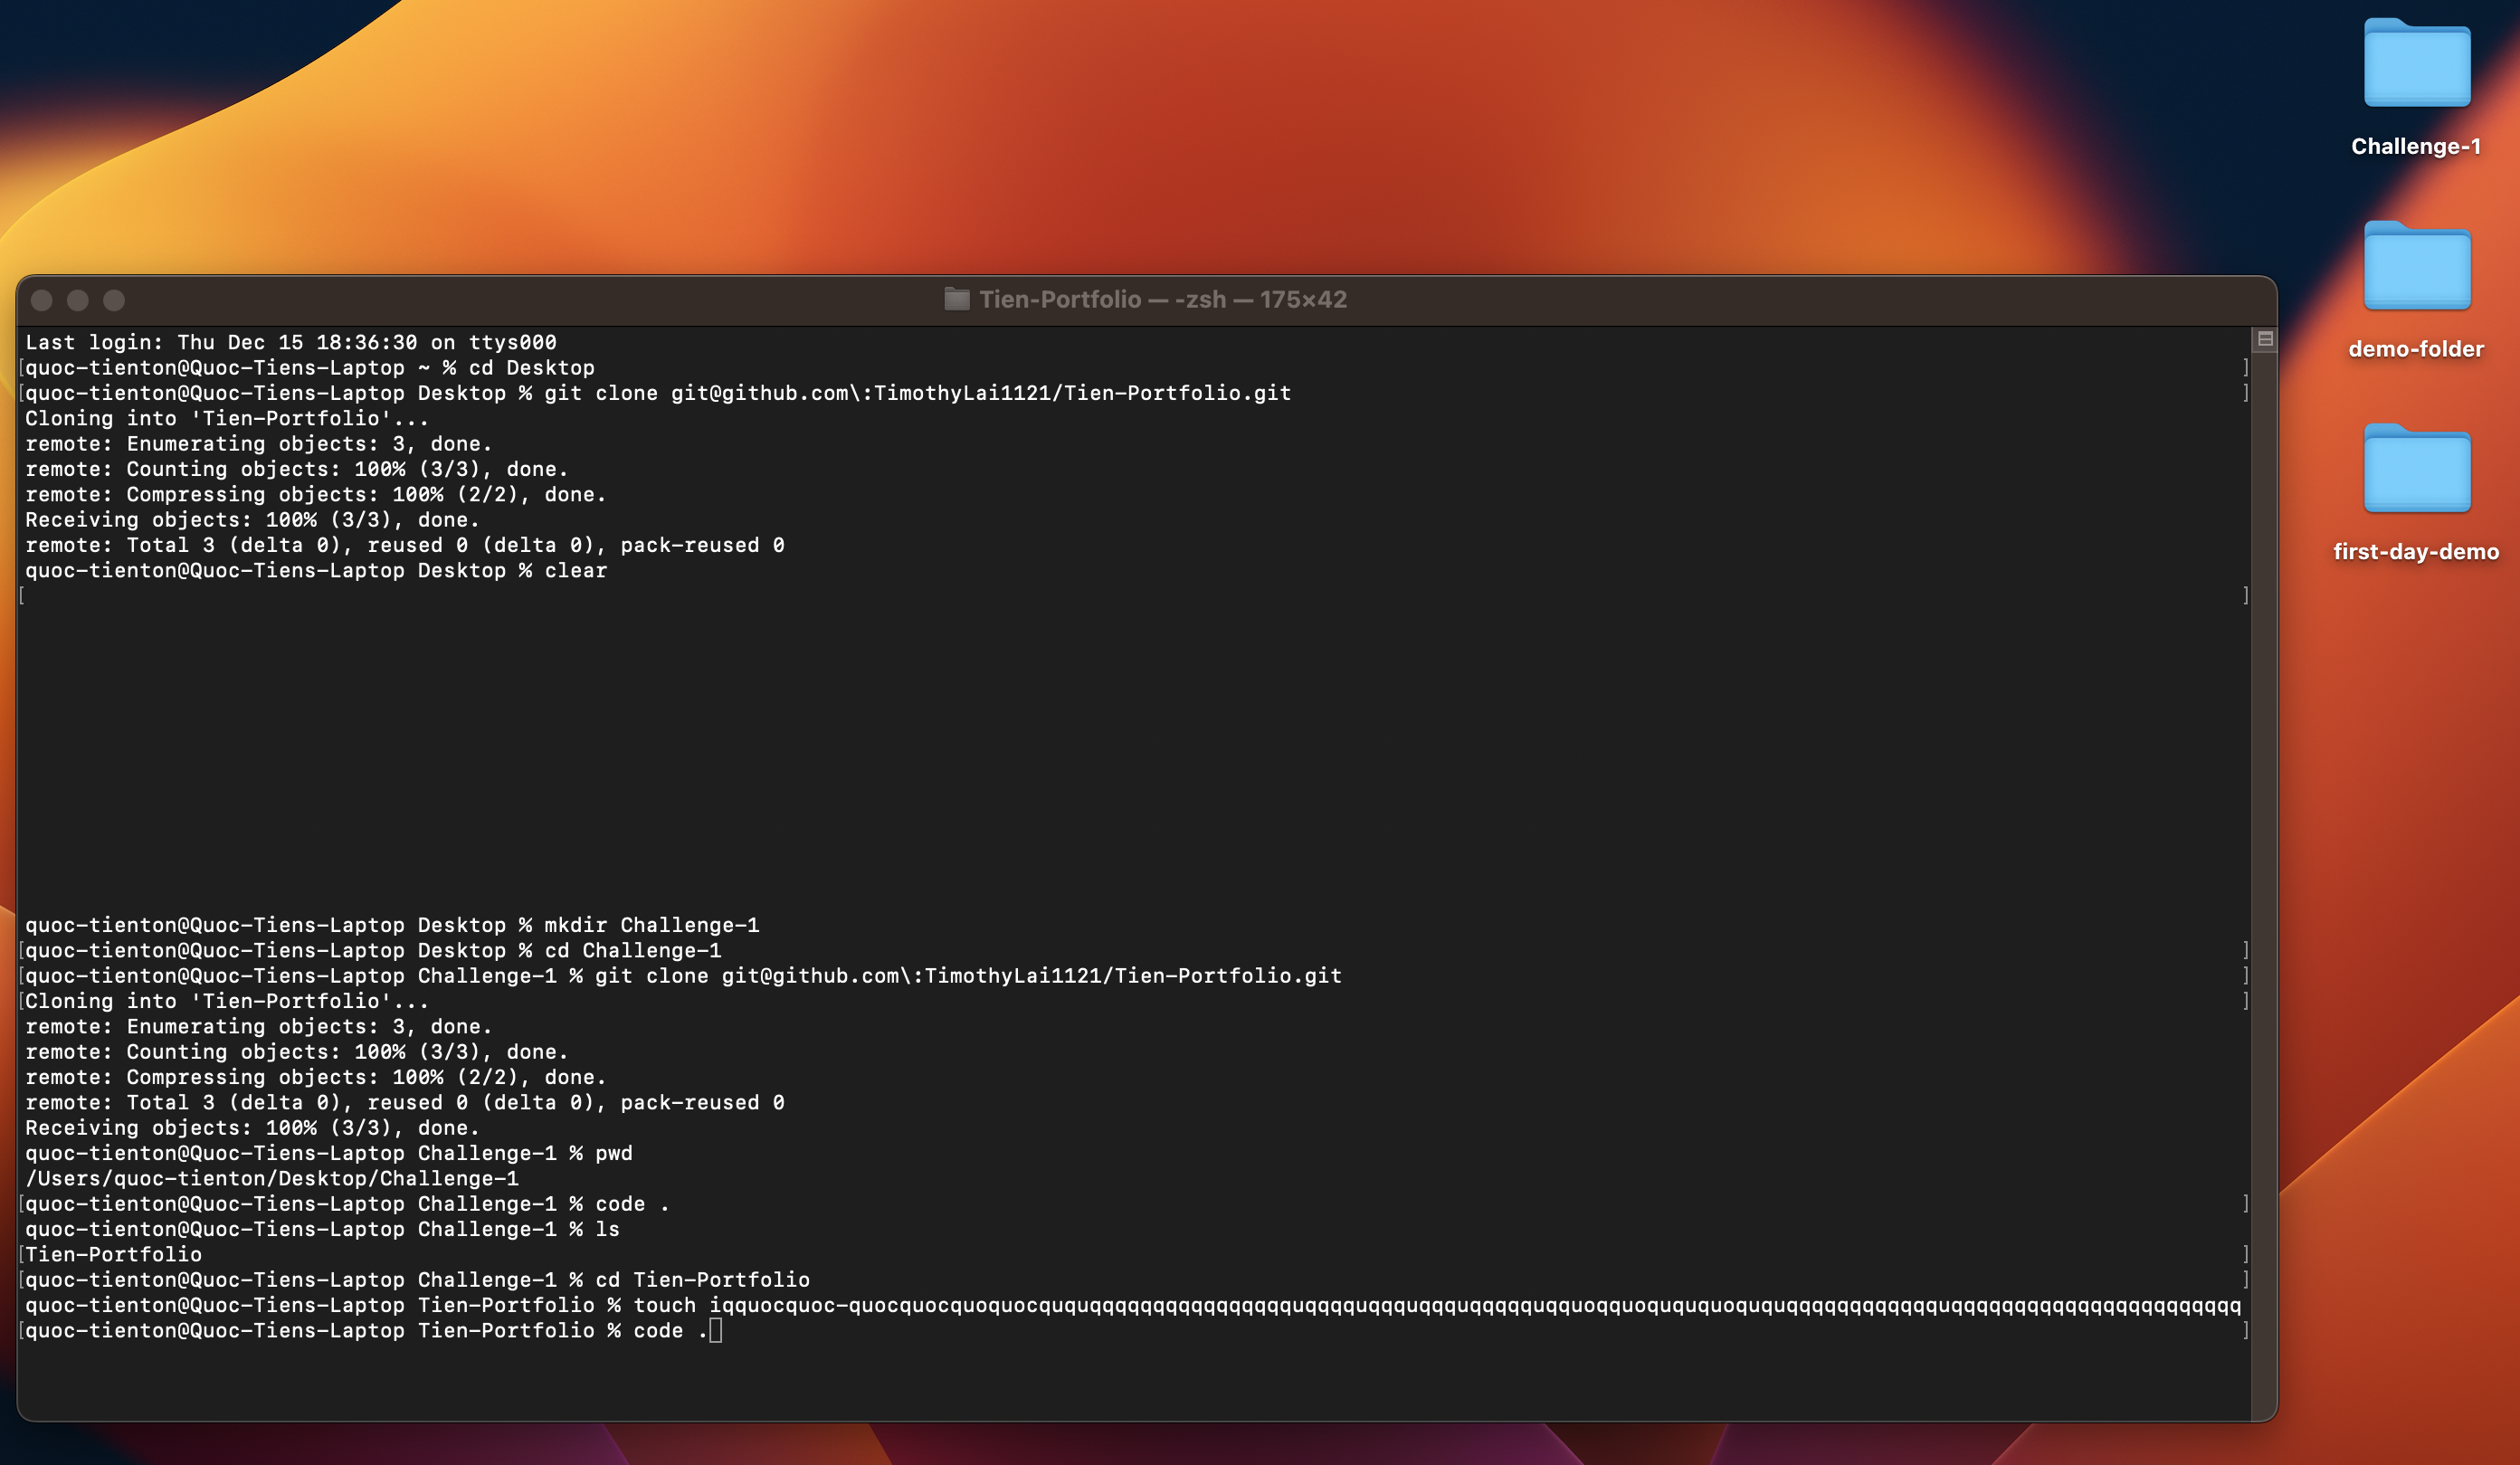 Challenge-1
demo-folder
first-day-demo
Tien-Portfolio — -zsh — 175×42
Last login: Thu Dec 15 18:36:30 on ttys000
[quoc-tienton@Quoc-Tiens-Laptop ~ % cd Desktop ]
[quoc-tienton@Quoc-Tiens-Laptop Desktop % git clone git@github.com\:TimothyLai1121/Tien-Portfolio.git ]
Cloning into 'Tien-Portfolio'...
remote: Enumerating objects: 3, done.
remote: Counting objects: 100% (3/3), done.
remote: Compressing objects: 100% (2/2), done.
Receiving objects: 100% (3/3), done.
remote: Total 3 (delta 0), reused 0 (delta 0), pack-reused 0
quoc-tienton@Quoc-Tiens-Laptop Desktop % clear
[ ]
quoc-tienton@Quoc-Tiens-Laptop Desktop % mkdir Challenge-1
[quoc-tienton@Quoc-Tiens-Laptop Desktop % cd Challenge-1 ]
[quoc-tienton@Quoc-Tiens-Laptop Challenge-1 % git clone git@github.com\:TimothyLai1121/Tien-Portfolio.git ]
[Cloning into 'Tien-Portfolio'... ]
remote: Enumerating objects: 3, done.
remote: Counting objects: 100% (3/3), done.
remote: Compressing objects: 100% (2/2), done.
remote: Total 3 (delta 0), reused 0 (delta 0), pack-reused 0
Receiving objects: 100% (3/3), done.
quoc-tienton@Quoc-Tiens-Laptop Challenge-1 % pwd
/Users/quoc-tienton/Desktop/Challenge-1
[quoc-tienton@Quoc-Tiens-Laptop Challenge-1 % code . ]
quoc-tienton@Quoc-Tiens-Laptop Challenge-1 % ls
[Tien-Portfolio ]
[quoc-tienton@Quoc-Tiens-Laptop Challenge-1 % cd Tien-Portfolio ]
quoc-tienton@Quoc-Tiens-Laptop Tien-Portfolio % touch
[quoc-tienton@Quoc-Tiens-Laptop Tien-Portfolio % code . ]